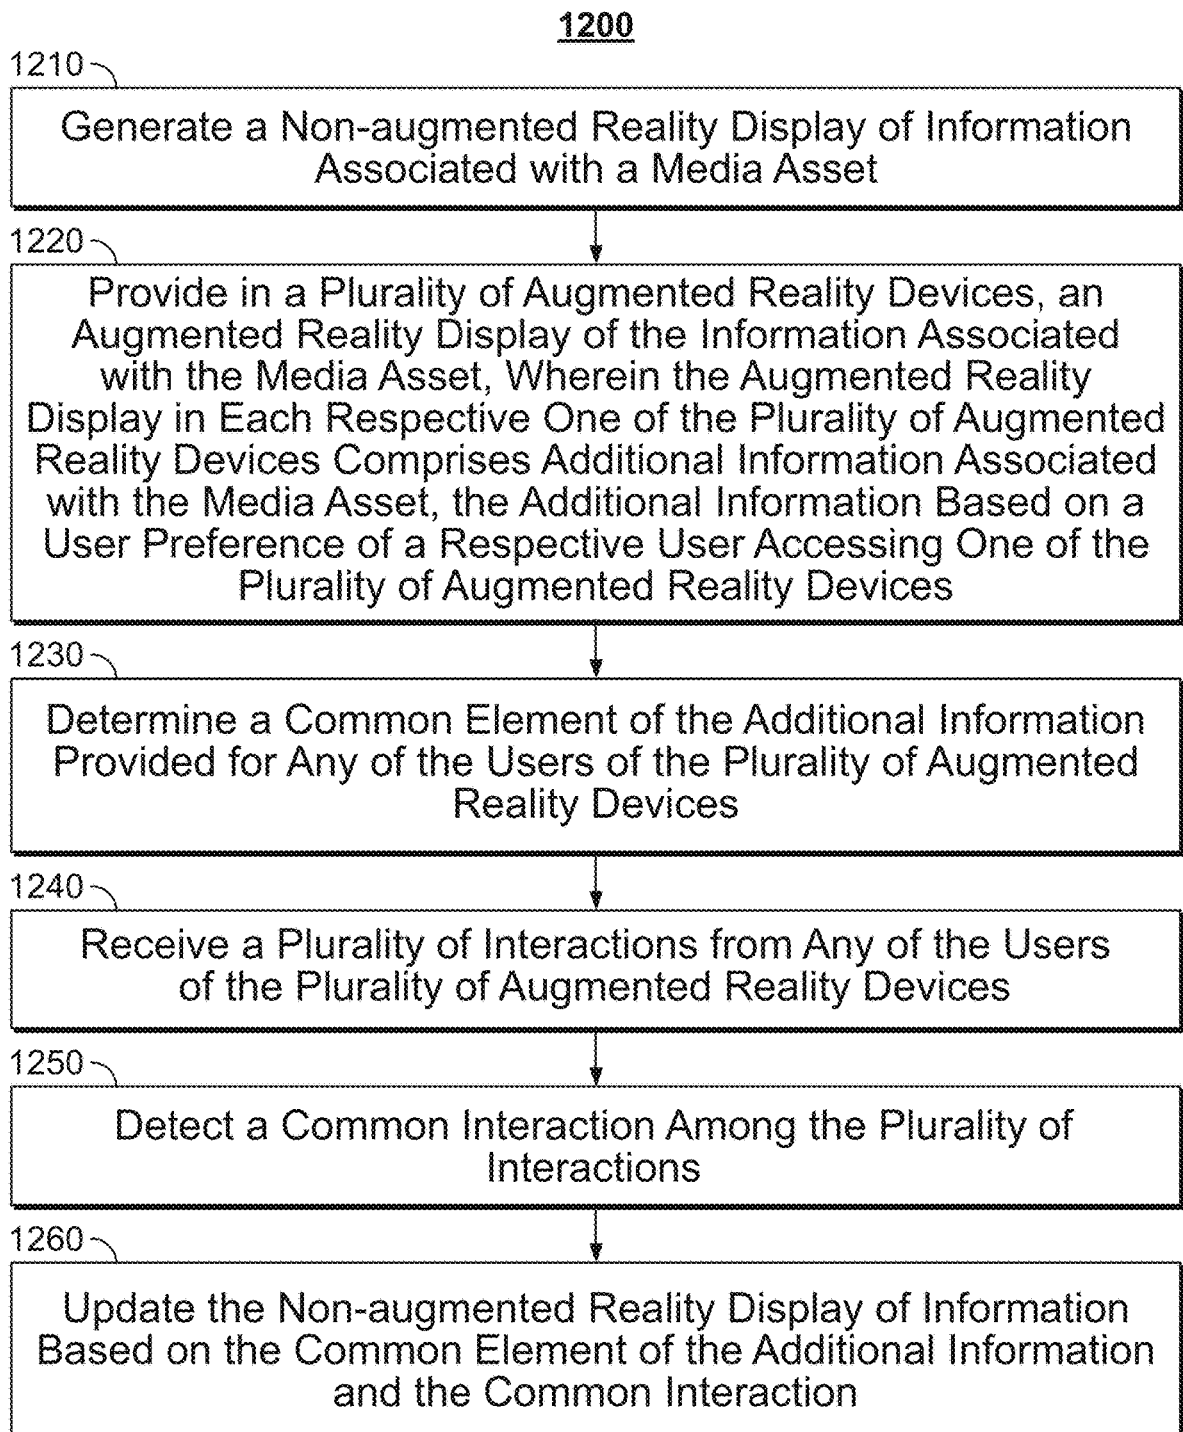 1200
1210
Generate a Non-augmented Reality Display of Information
Associated with a Media Asset
1220
Provide in a Plurality of Augmented Reality Devices, an
Augmented Reality Display of the Information Associated
with the Media Asset, Wherein the Augmented Reality
Display in Each Respective One of the Plurality of Augmented
Reality Devices Comprises Additional Information Associated
with the Media Asset, the Additional Information Based on a
User Preference of a Respective User Accessing One of the
Plurality of Augmented Reality Devices
1230
Determine a Common Element of the Additional Information
Provided for Any of the Users of the Plurality of Augmented
Reality Devices
1240
Receive a Plurality of Interactions from Any of the Users
of the Plurality of Augmented Reality Devices
1250
Detect a Common Interaction Among the Plurality of
Interactions
1260
Update the Non-augmented Reality Display of Information
Based on the Common Element of the Additional Information
and the Common Interaction